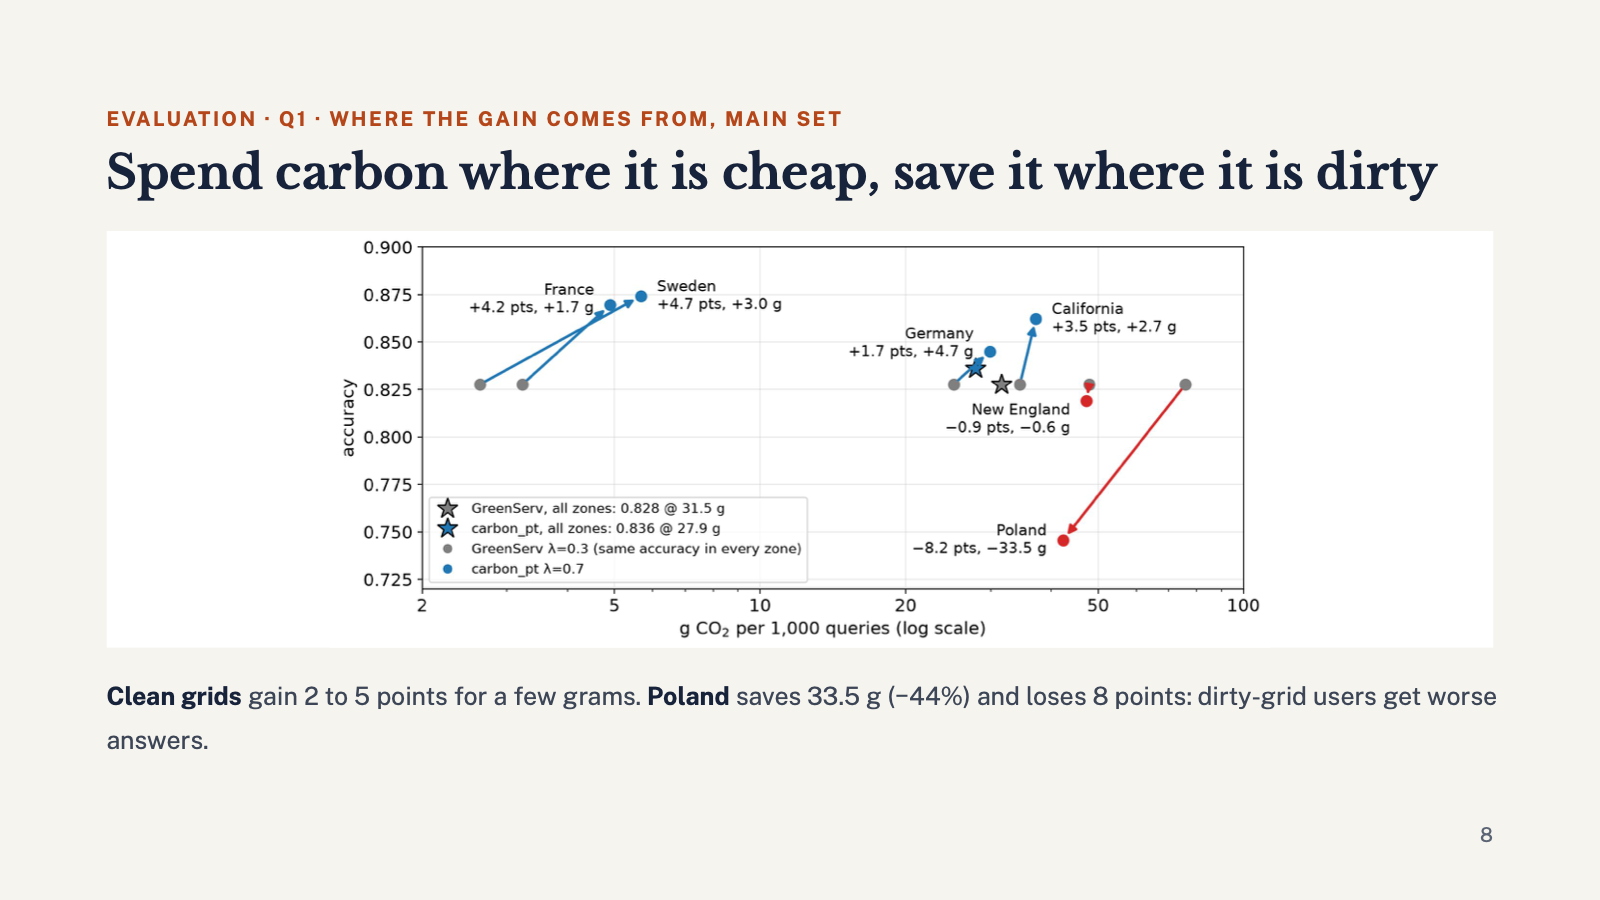 EVALUATION · Q1 · WHERE THE GAIN COMES FROM, MAIN SET
Spend carbon where it is cheap, save it where it is dirty
0.900
0.875
0.850
0.825
0.800
0.775
0.750
0.725
accuracy
France
+4.2 pts, +1.7 g
Sweden
+4.7 pts, +3.0 g
Germany
+1.7 pts, +4.7 g
California
+3.5 pts, +2.7 g
New England
−0.9 pts, −0.6 g
Poland
−8.2 pts, −33.5 g
GreenServ, all zones: 0.828 @ 31.5 g
carbon_pt, all zones: 0.836 @ 27.9 g
GreenServ λ=0.3 (same accuracy in every zone)
carbon_pt λ=0.7
2 5 10 20 50 100
g CO₂ per 1,000 queries (log scale)
Clean grids gain 2 to 5 points for a few grams. Poland saves 33.5 g (−44%) and loses 8 points: dirty-grid users get worse
answers.
8